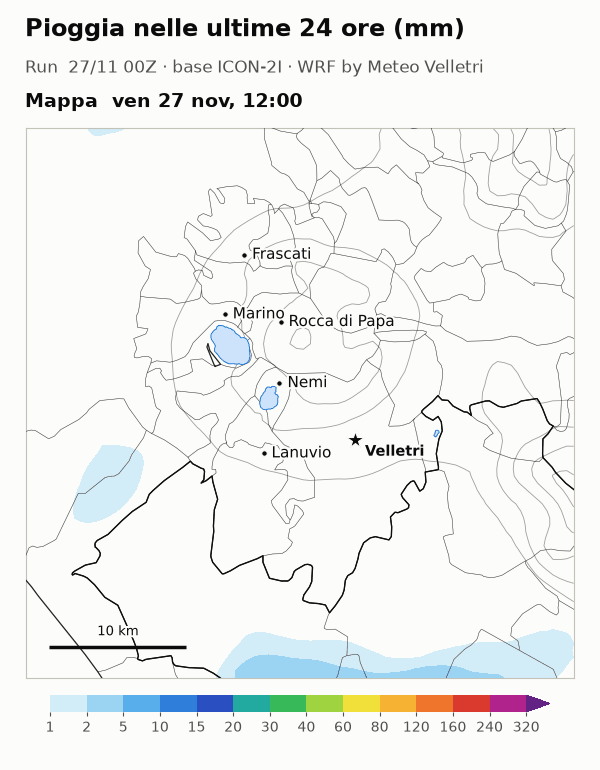 Pioggia nelle ultime 24 ore (mm)
Run 27/11 00Z · base ICON-2I · WRF by Meteo Velletri
Mappa ven 27 nov, 12:00
Frascati
Marino
Rocca di Papa
Nemi
Velletri
Lanuvio
10 km
1 2 5 10 15 20 30 40 60 80 120 160 240 320